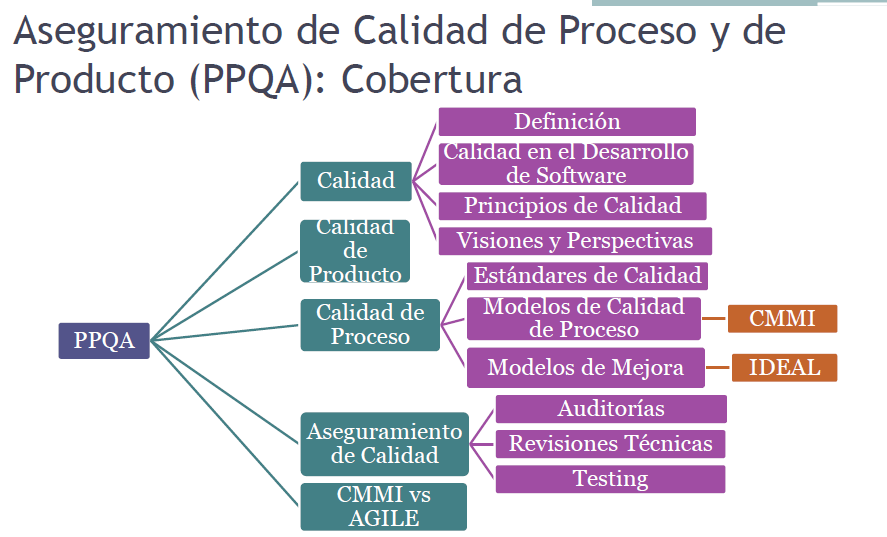 Aseguramiento de Calidad de Proceso y de
Producto (PPQA): Cobertura
PPQA
Calidad
Definición
Calidad en el Desarrollo
de Software
Principios de Calidad
Visiones y Perspectivas
Calidad
de
Producto
Calidad de
Proceso
Estándares de Calidad
Modelos de Calidad
de Proceso
CMMI
Modelos de Mejora
IDEAL
Aseguramiento
de Calidad
Auditorías
Revisiones Técnicas
Testing
CMMI vs
AGILE